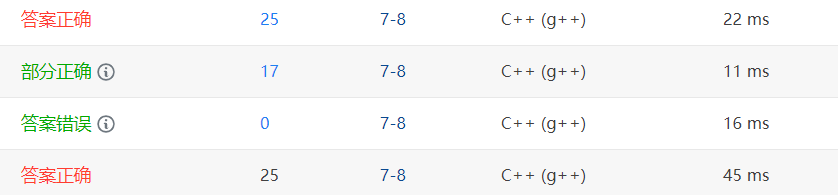 答案正确 25 7-8 C++ (g++) 22 ms
部分正确 17 7-8 C++ (g++) 11 ms
答案错误 0 7-8 C++ (g++) 16 ms
答案正确 25 7-8 C++ (g++) 45 ms